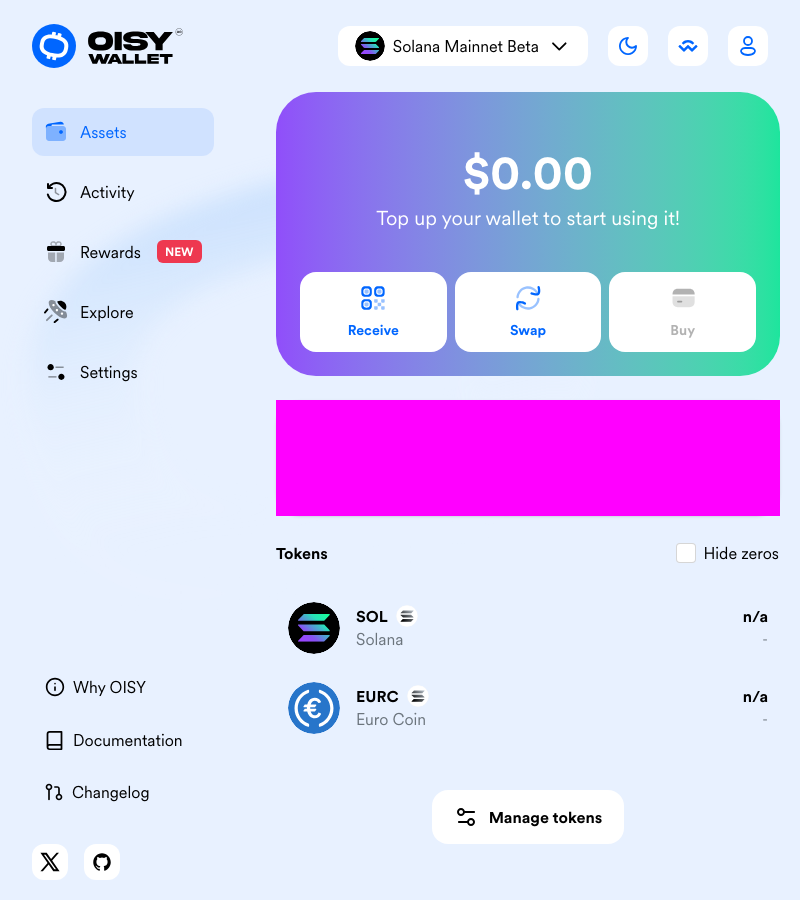 OISY
WALLET
Solana Mainnet Beta
Assets
Activity
Rewards NEW
Explore
Settings
$0.00
Top up your wallet to start using it!
Receive
Swap
Buy
Tokens
Hide zeros
SOL
n/a
Solana
-
EURC
n/a
Euro Coin
-
Manage tokens
Why OISY
Documentation
Changelog